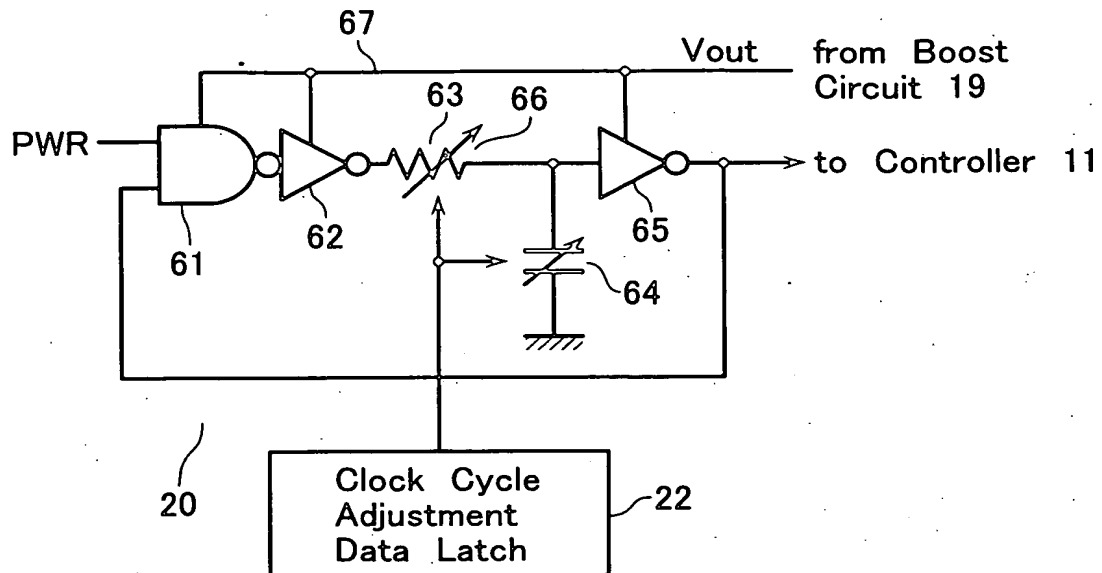 67
Vout from Boost
Circuit 19
63
66
PWR
to Controller 11
61
62
65
64
20
Clock Cycle
Adjustment
Data Latch
22